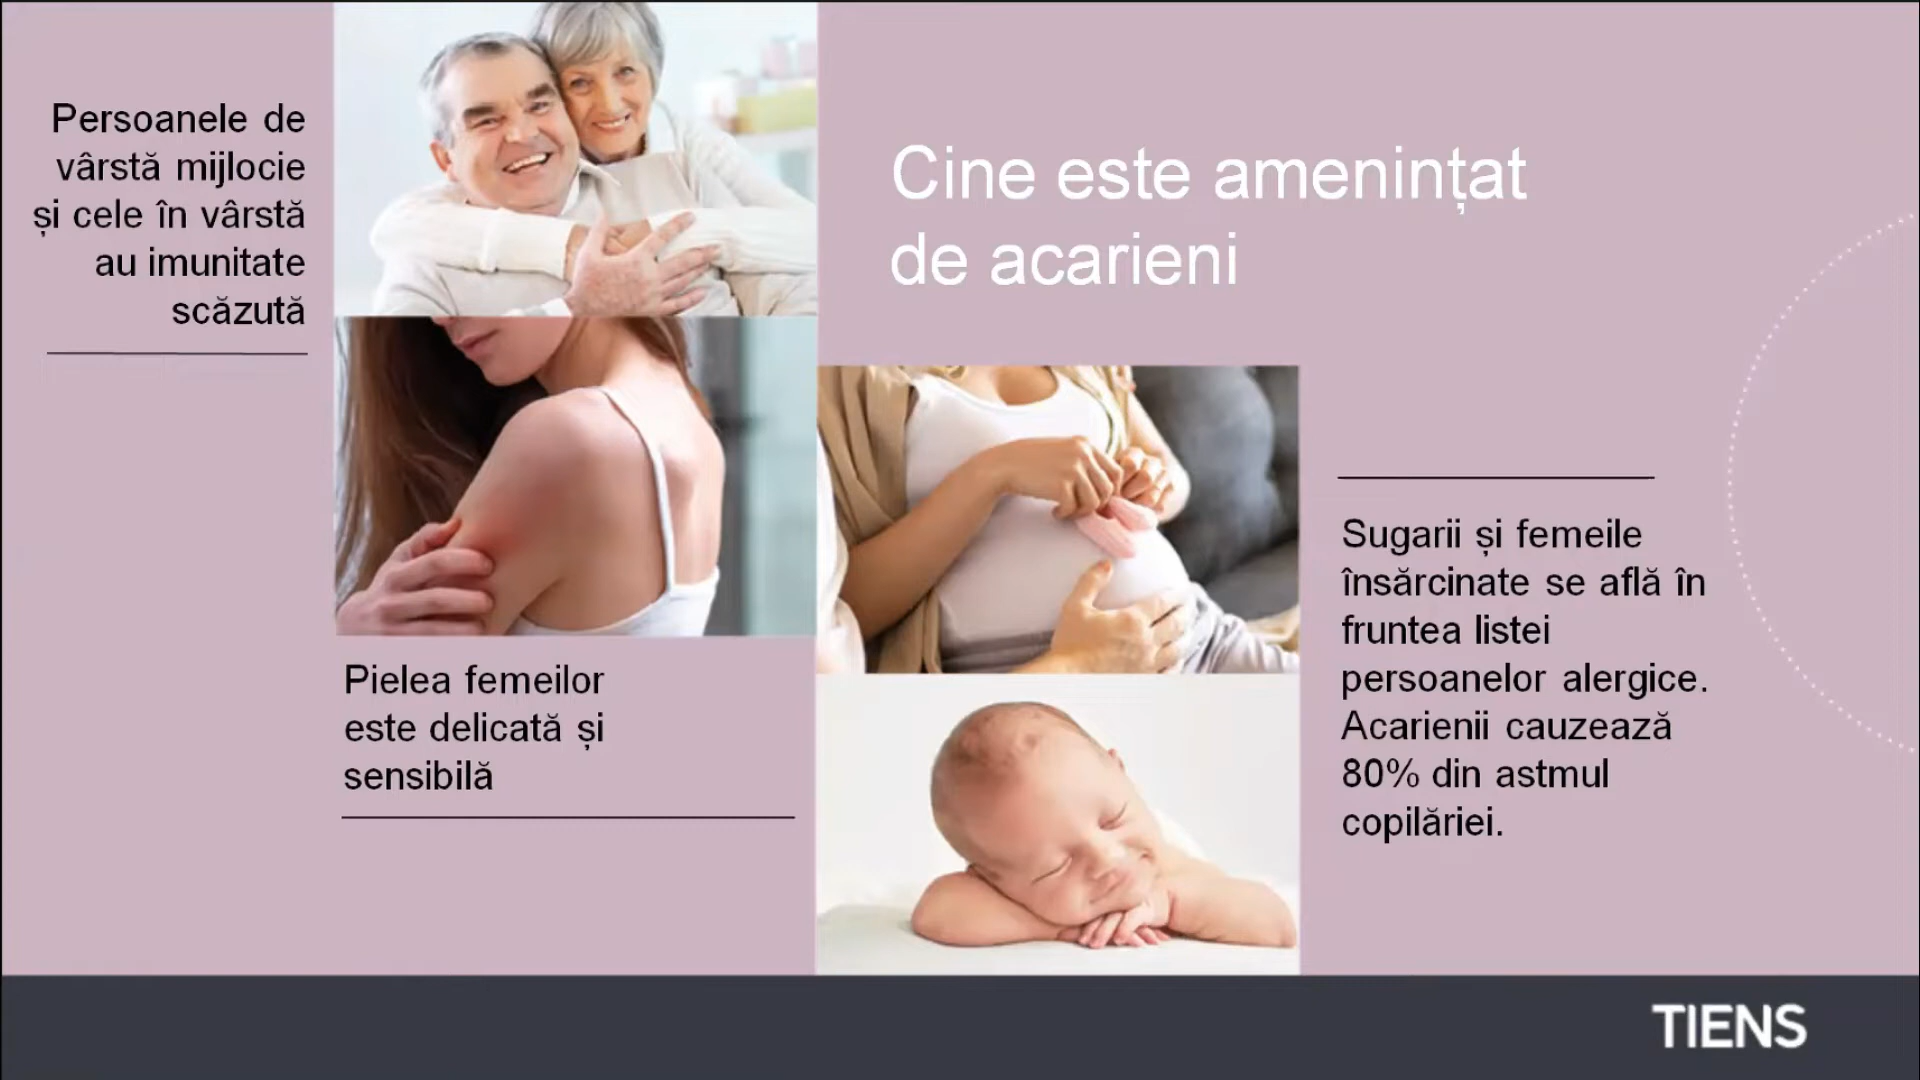 Persoanele de
vârstă mijlocie
și cele în vârstă
au imunitate
scăzută
Cine este amenințat
de acarieni
Pielea femeilor
este delicată și
sensibilă
Sugarii și femeile
însărcinate se află în
fruntea listei
persoanelor alergice.
Acarienii cauzează
80% din astmul
copilăriei.
TIENS